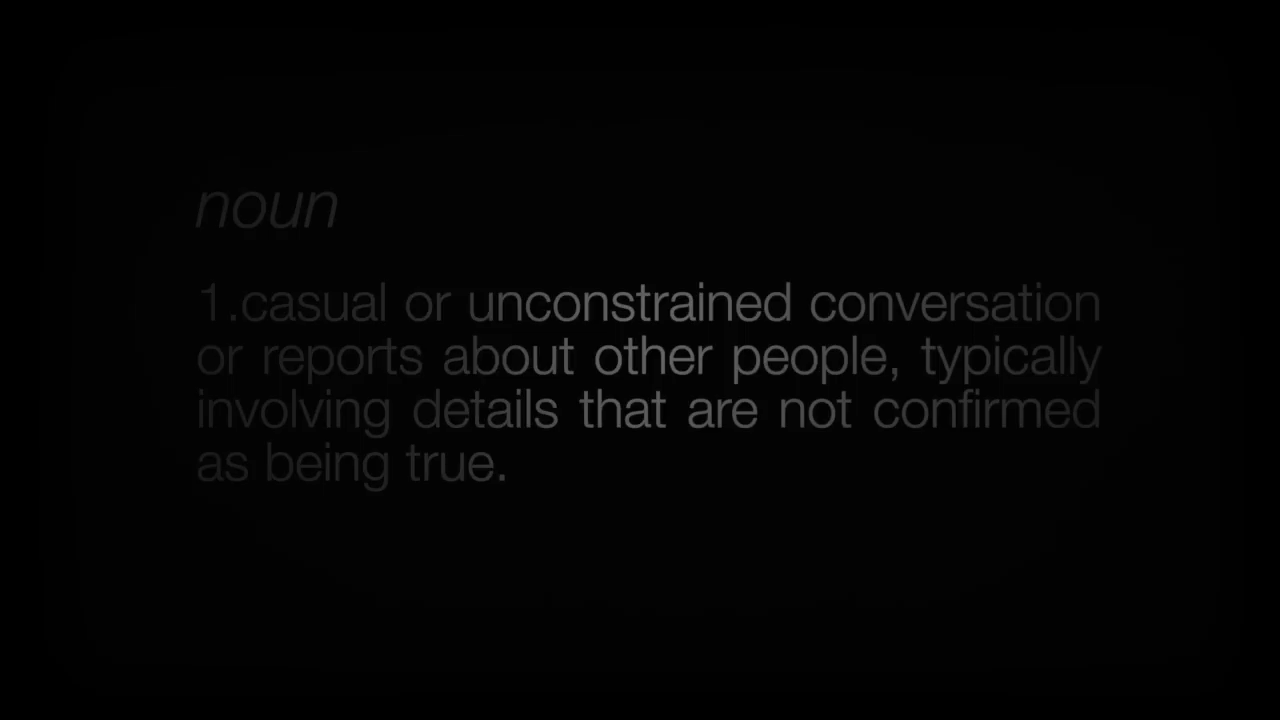 noun
1.casual or unconstrained conversation
or reports about other people, typically
involving details that are not confirmed
as being true.